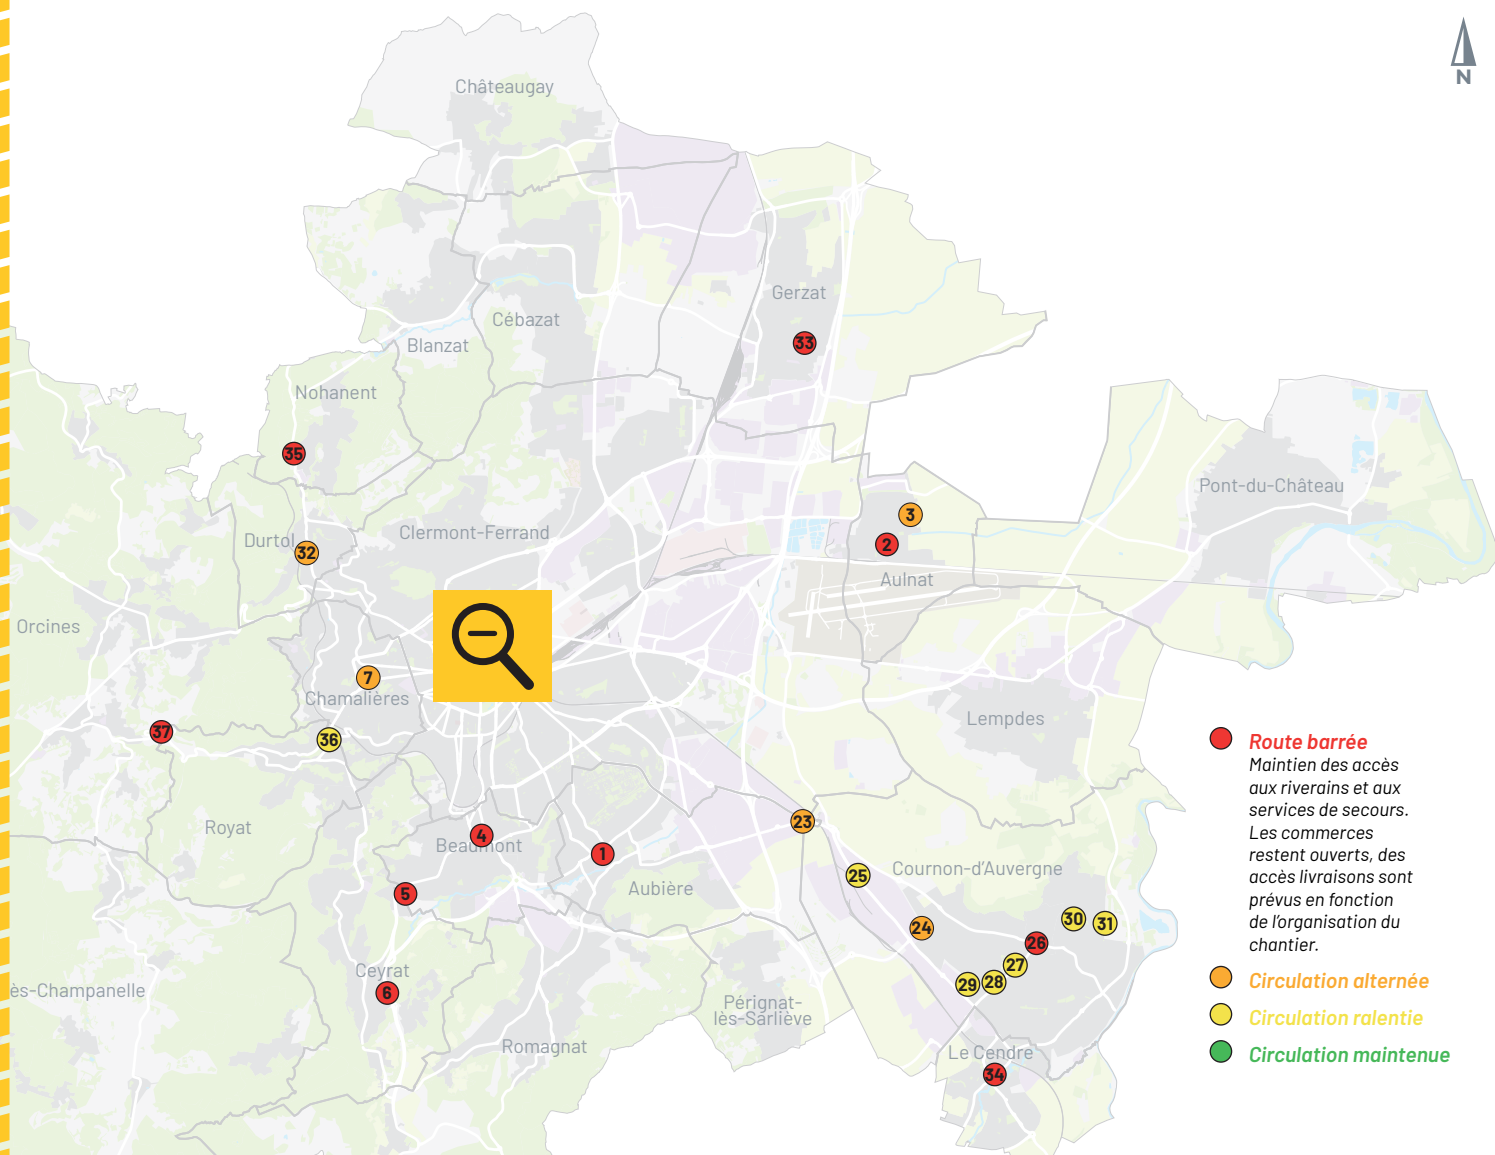 N
Châteaugay
Gerzat
Cébazat
33
Blanzat
Nohanent
35
Pont-du-Château
3
Clermont-Ferrand
Durtol
32
2
Aulnat
Orcines
7
Chamalières
Lempdes
37
36
Route barrée
Maintien des accès
aux riverains et aux
services de secours.
Les commerces
restent ouverts, des
accès livraisons sont
prévus en fonction
de l'organisation du
chantier.
Circulation alternée
Circulation ralentie
Circulation maintenue
23
Royat
4
Beaumont
1
25
Cournon-d'Auvergne
5
Aubière
30
31
24
26
27
Ceyrat
28
29
6
ès-Champanelle
Pérignat-
lès-Sarliève
Romagnat
Le Cendre
34